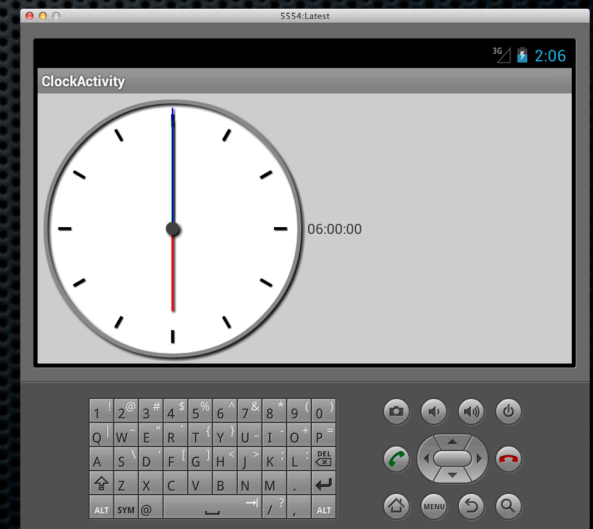 5554:Latest
3G 2:06
ClockActivity
06:00:00
1 ! 2 @ 3 # 4 $ 5 % 6 ^ 7 & 8 * 9 ( 0 )
Q | W ~ E " R ` T { Y } U _ I - O + P =
A S \ D ' F [ G ] H < J > K ; L : DEL
Z X C V B N M .
ALT SYM @ / ? , ALT
MENU